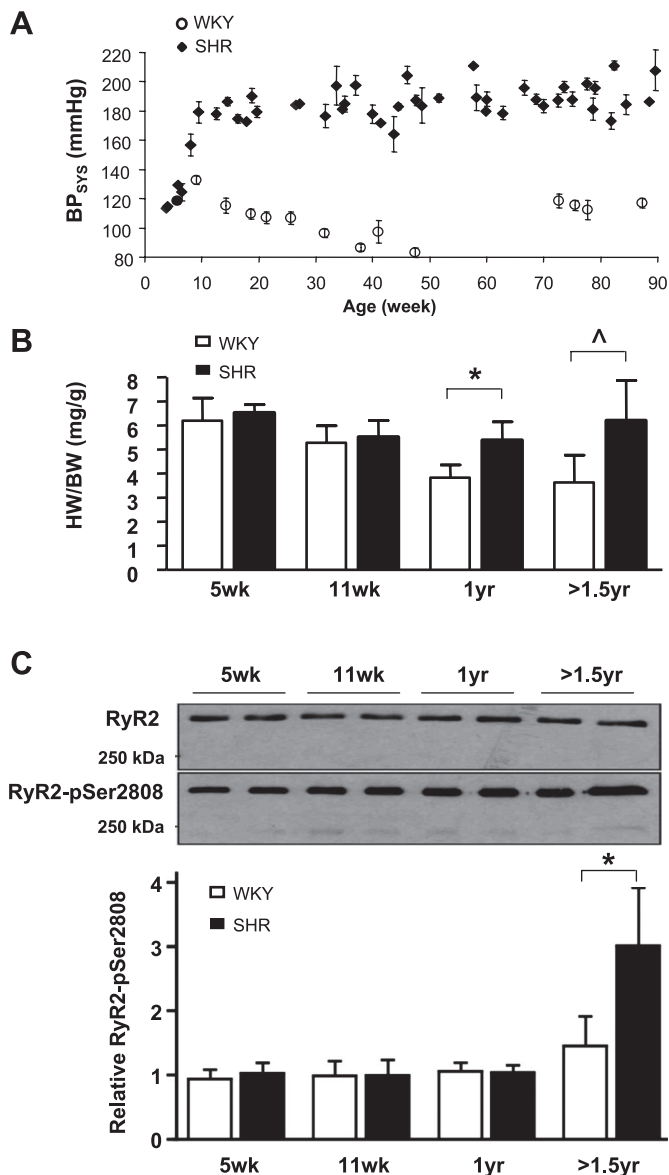 A
WKY
SHR
BPSYS (mmHg)
220
200
180
160
140
120
100
80
0 10 20 30 40 50 60 70 80 90
Age (week)
B
WKY
SHR
HW/BW (mg/g)
8
7
6
5
4
3
2
1
0
* ^
5wk 11wk 1yr >1.5yr
C
5wk 11wk 1yr >1.5yr
RyR2
250 kDa
RyR2-pSer2808
250 kDa
WKY
SHR
Relative RyR2-pSer2808
4
3
2
1
0
*
5wk 11wk 1yr >1.5yr